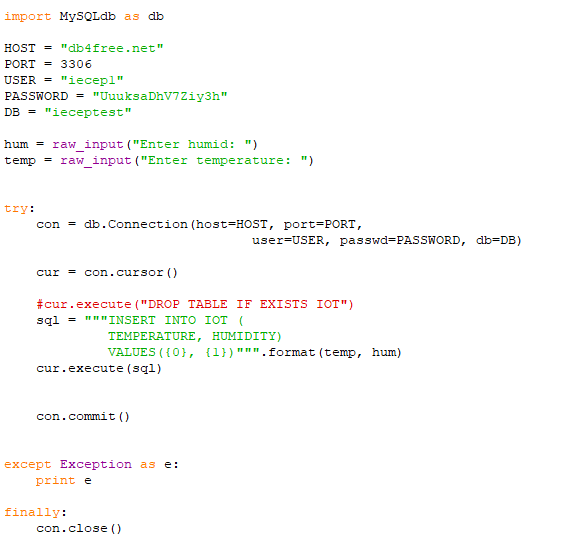 import MySQLdb as db
HOST = "db4free.net"
PORT = 3306
USER = "iecep1"
PASSWORD = "UuuksaDhV7Ziy3h"
DB = "ieceptest"
hum = raw_input("Enter humid: ")
temp = raw_input("Enter temperature: ")
try:
    con = db.Connection(host=HOST, port=PORT,
                               user=USER, passwd=PASSWORD, db=DB)
    cur = con.cursor()
    #cur.execute("DROP TABLE IF EXISTS IOT")
    sql = """INSERT INTO IOT (
             TEMPERATURE, HUMIDITY)
             VALUES({0}, {1})""".format(temp, hum)
    cur.execute(sql)
    con.commit()
except Exception as e:
    print e
finally:
    con.close()